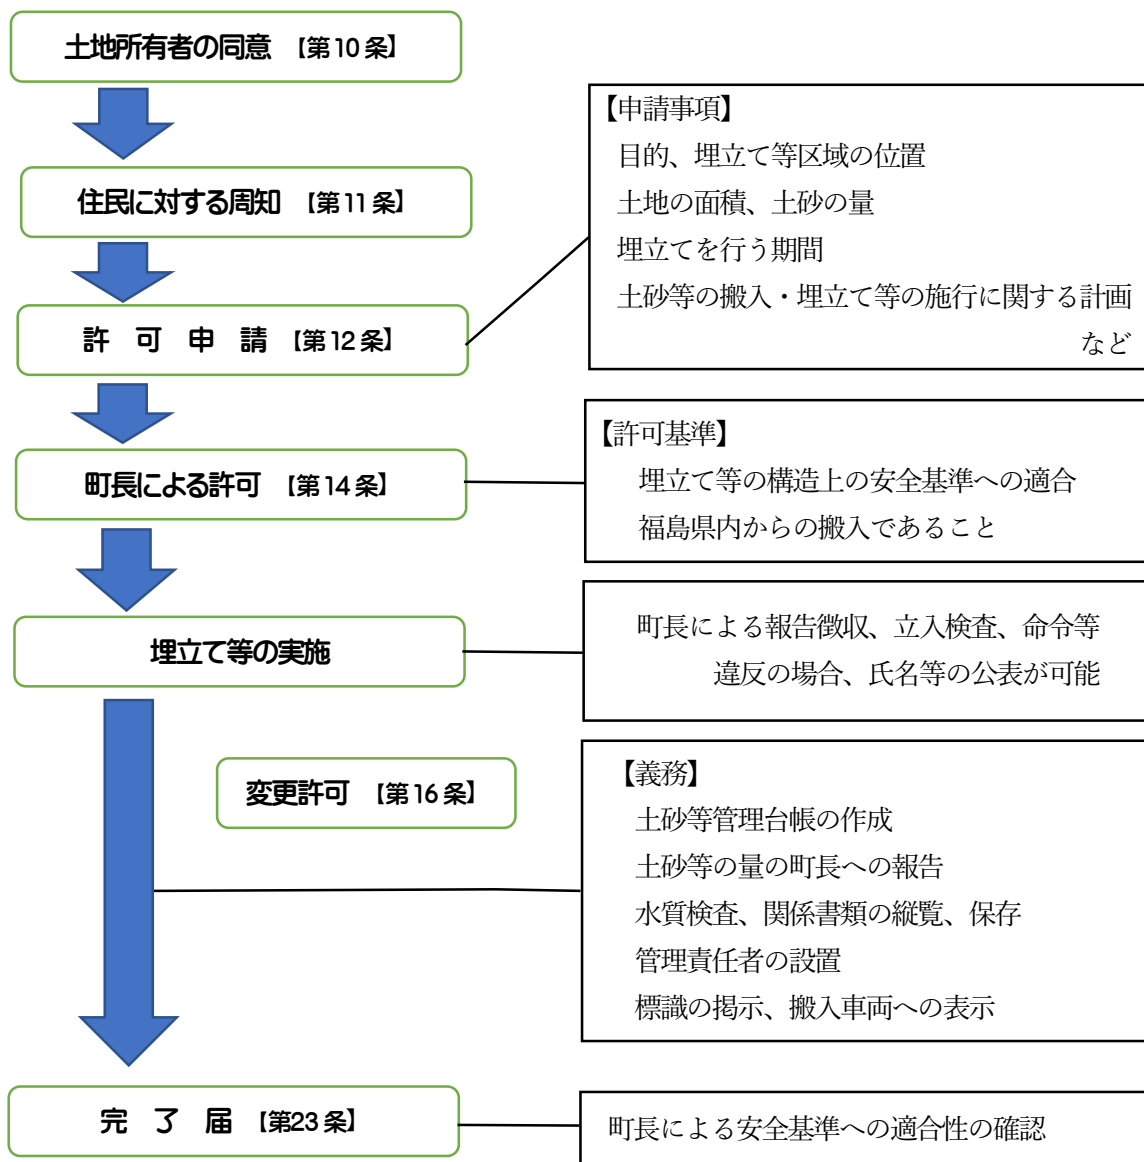 土地所有者の同意 【第10条】
【申請事項】
目的、埋立て等区域の位置
土地の面積、土砂の量
埋立てを行う期間
土砂等の搬入・埋立て等の施行に関する計画
など
住民に対する周知 【第11条】
許 可 申 請 【第12条】
町長による許可 【第14条】
【許可基準】
埋立て等の構造上の安全基準への適合
福島県内からの搬入であること
埋立て等の実施
町長による報告徴収、立入検査、命令等
違反の場合、氏名等の公表が可能
変更許可 【第16条】
【義務】
土砂等管理台帳の作成
土砂等の量の町長への報告
水質検査、関係書類の縦覧、保存
管理責任者の設置
標識の掲示、搬入車両への表示
完 了 届 【第23条】
町長による安全基準への適合性の確認